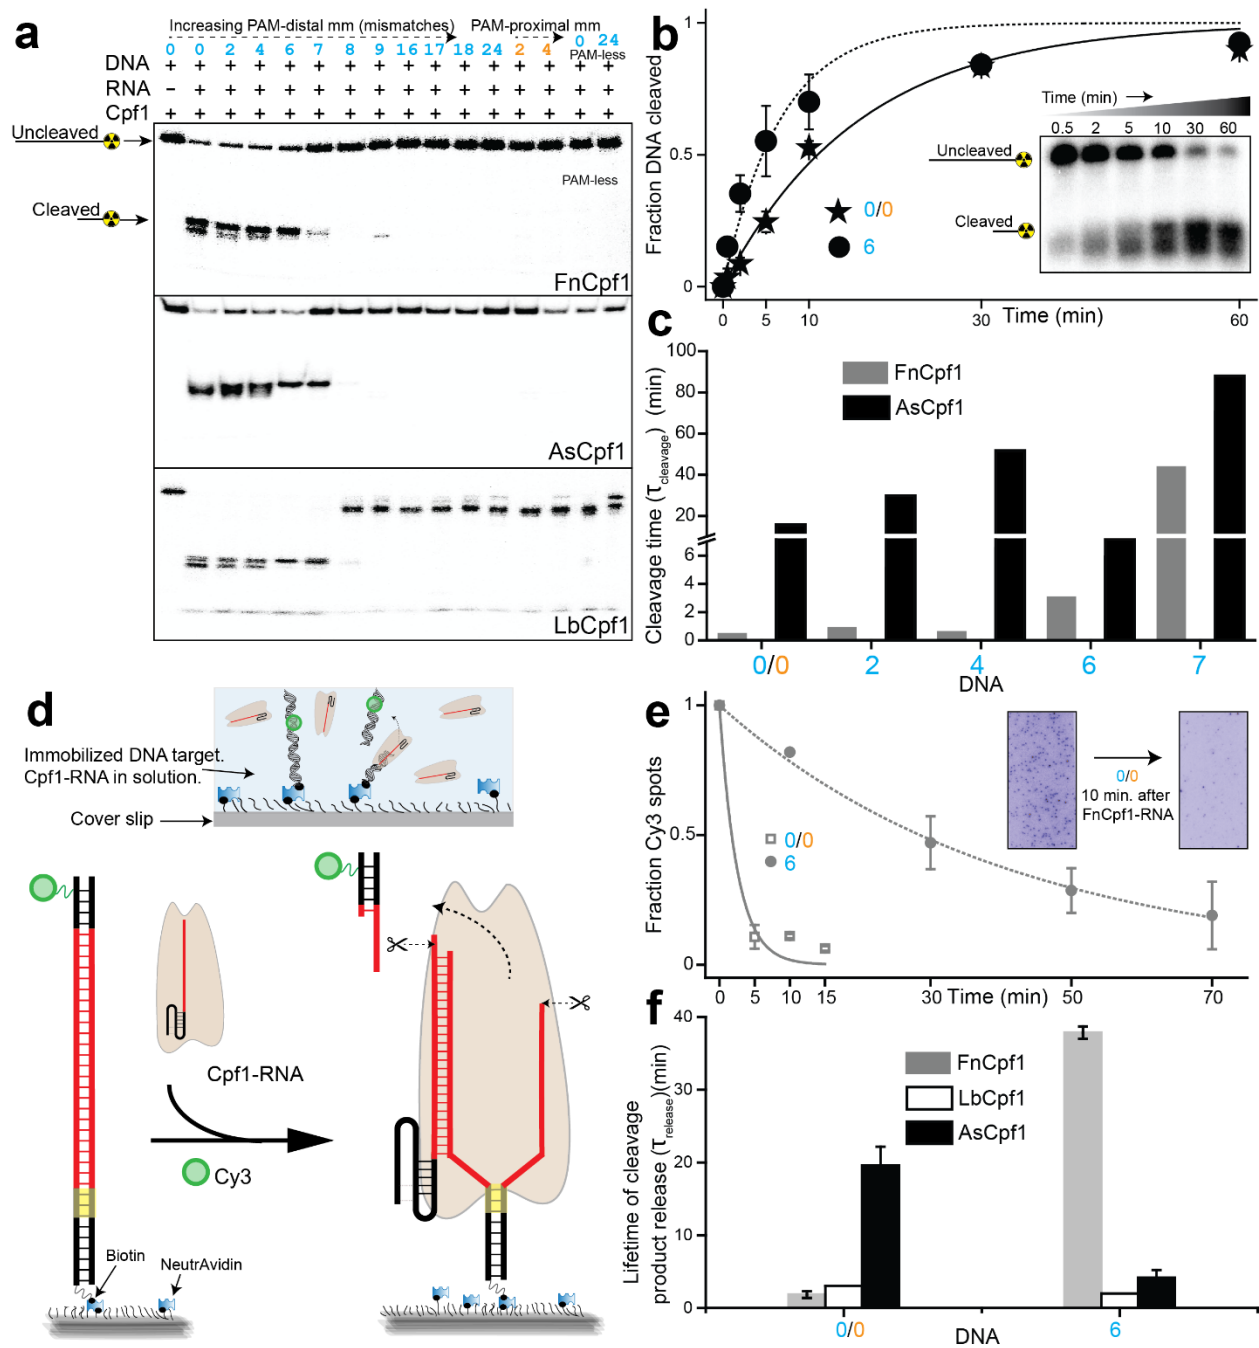 a
Increasing PAM-distal mm (mismatches)
PAM-proximal mm
0 0 2 4 6 7 8 9 16 17 18 24 2 4 0 24
PAM-less
DNA + + + + + + + + + + + + + + + +
RNA - + + + + + + + + + + + + + + +
Cpf1 + + + + + + + + + + + + + + + +
Uncleaved
PAM-less
Cleaved
FnCpf1
AsCpf1
LbCpf1
b
Fraction DNA cleaved
1
0.5
0
0/0
6
Time (min)
0.5 2 5 10 30 60
Uncleaved
Cleaved
0 5 10 30 Time (min) 60
c
Cleavage time (τcleavage) (min)
100
80
60
40
20
6
4
2
0
FnCpf1
AsCpf1
0/0 2 4 6 7
DNA
d
Immobilized DNA target.
Cpf1-RNA in solution.
Cover slip
Cpf1-RNA
Cy3
Biotin
NeutrAvidin
e
Fraction Cy3 spots
1
0.5
0
0/0
6
0/0
10 min. after
FnCpf1-RNA
0 5 10 15 30 Time (min) 50 70
f
Lifetime of cleavage
product release (τrelease)(min)
40
30
20
10
0
FnCpf1
LbCpf1
AsCpf1
0/0 DNA 6